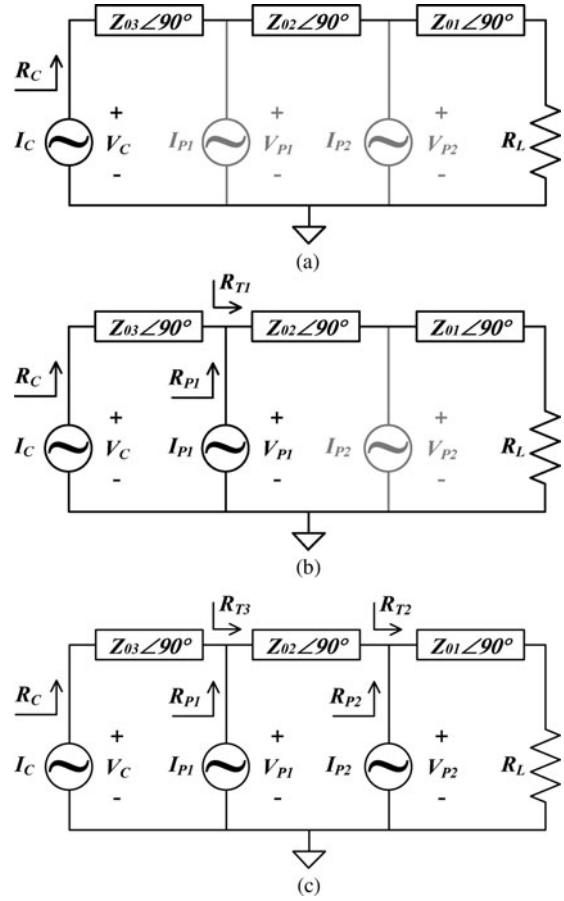 Z03∠90° Z02∠90° Z01∠90°
RC
+ + +
IC VC IP1 VP1 IP2 VP2 RL
- - -
(a)
RT1
Z03∠90° Z02∠90° Z01∠90°
RC RP1
+ + +
IC VC IP1 VP1 IP2 VP2 RL
- - -
(b)
RT3 RT2
Z03∠90° Z02∠90° Z01∠90°
RC RP1 RP2
+ + +
IC VC IP1 VP1 IP2 VP2 RL
- - -
(c)